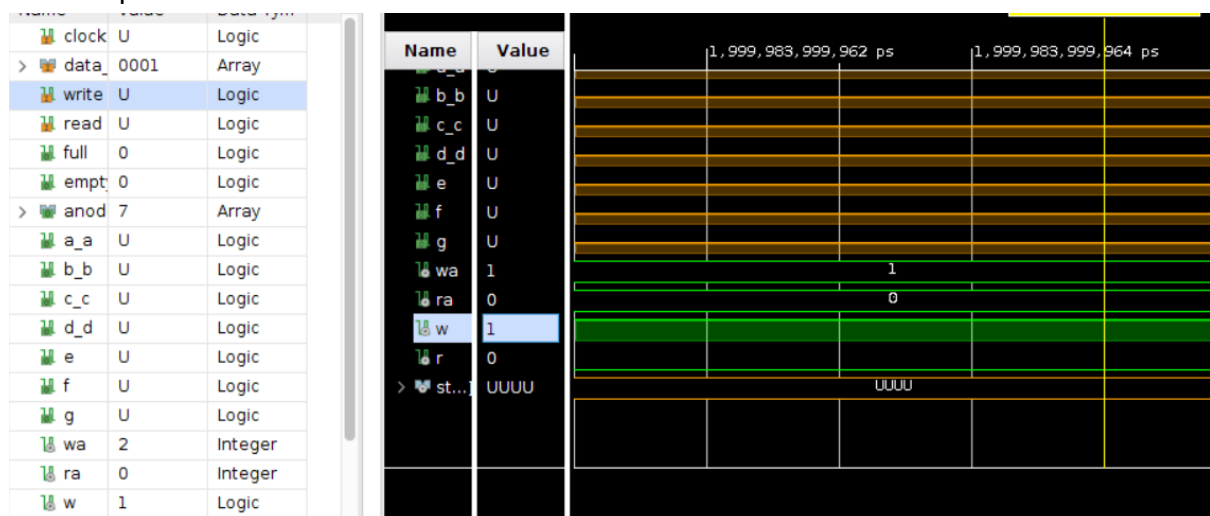 clock U Logic
data_ 0001 Array
write U Logic
read U Logic
full 0 Logic
empty 0 Logic
anod 7 Array
a_a U Logic
b_b U Logic
c_c U Logic
d_d U Logic
e U Logic
f U Logic
g U Logic
wa 2 Integer
ra 0 Integer
w 1 Logic
Name Value
1,999,983,999,962 ps 1,999,983,999,964 ps
b_b U
c_c U
d_d U
e U
f U
g U
wa 1 1
ra 0 0
w 1
r 0
st...] UUUU UUUU